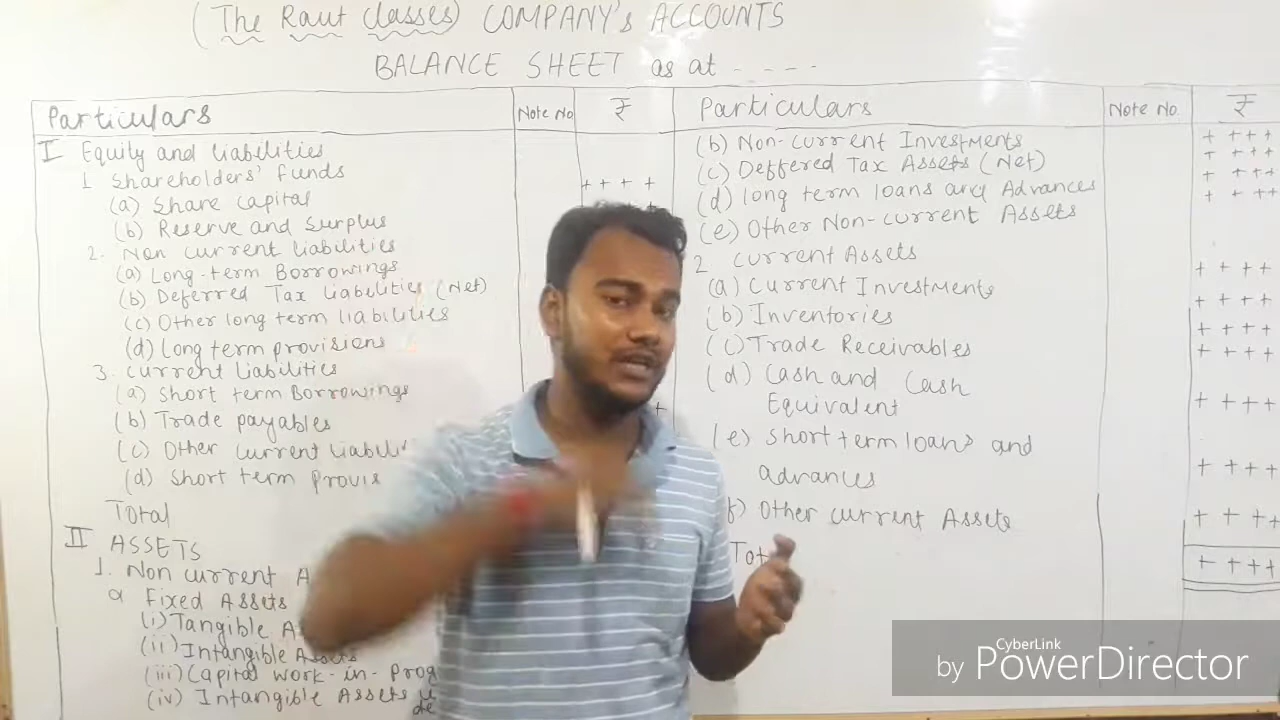 (The Raut classes) COMPANY's ACCOUNTS
BALANCE SHEET as at - - - -
Particulars Note No ₹
I Equity and liabilities
1 Shareholders' funds
(a) Share capital ++++
(b) Reserve and Surplus
2. Non current liabilities
(a) Long-term Borrowings
(b) Deferred Tax liabilities (Net)
(c) Other long term liabilities
(d) Long term provisions
3. Current liabilities
(a) Short term Borrowings
(b) Trade payables +
(c) Other current
(d) Short term
Total
II ASSETS
1. Non current
a Fixed Assets
(i) Tangible
(ii) Intangible Assets
(iii) Capital work-in-
(iv) Intangible Assets
Particulars Note No. ₹
(b) Non-current Investments ++++
(c) Deffered Tax Assets (Net) ++++
(d) long term loans and Advances ++++
(e) Other Non-current Assets ++++
2 Current Assets
(a) Current Investments ++++
(b) Inventories ++++
(c) Trade Receivables ++++
(d) Cash and Cash ++++
Equivalent ++++
(e) Short term loans and
advances ++++
(f) Other current Assets ++++
++++
CyberLink
by PowerDirector